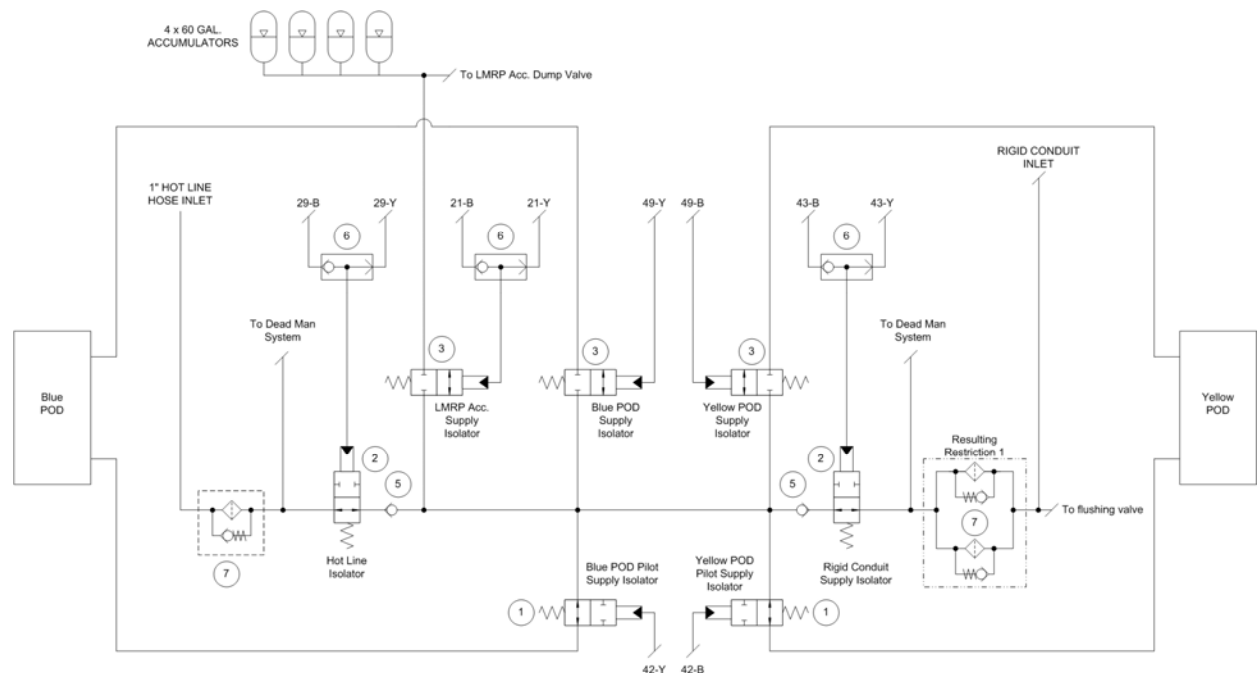 4 x 60 GAL.
ACCUMULATORS
To LMRP Acc. Dump Valve
RIGID CONDUIT
INLET
1" HOT LINE
HOSE INLET
29-B
29-Y
21-B
21-Y
49-Y
49-B
43-B
43-Y
6
6
6
To Dead Man
System
To Dead Man
System
3
3
3
Blue
POD
LMRP Acc.
Supply
Isolator
Blue POD
Supply
Isolator
Yellow POD
Supply
Isolator
Yellow
POD
Resulting
Restriction 1
2
5
5
2
7
To flushing valve
7
Hot Line
Isolator
Blue POD Pilot
Supply Isolator
Yellow POD
Pilot Supply
Isolator
Rigid Conduit
Supply Isolator
1
1
42-Y
42-B